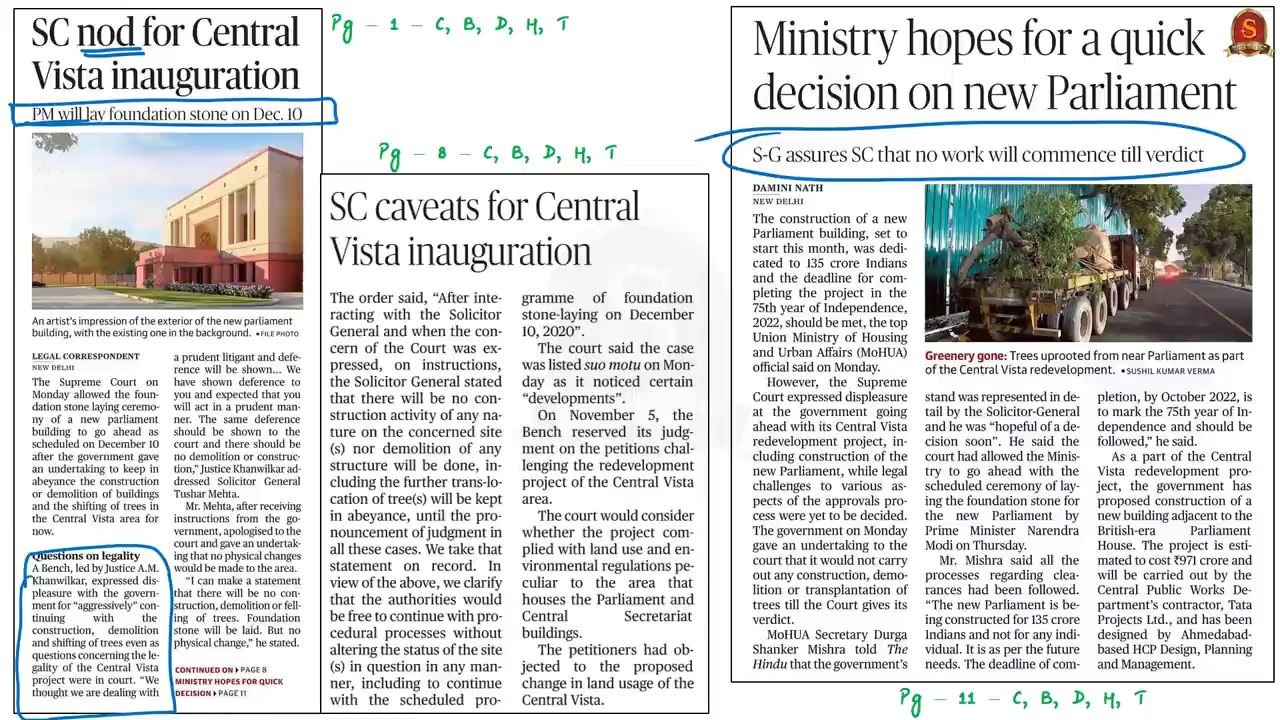 SC nod for Central
Vista inauguration
PM will lay foundation stone on Dec. 10
An artist's impression of the exterior of the new parliament
building, with the existing one in the background. • FILE PHOTO
LEGAL CORRESPONDENT
NEW DELHI
The Supreme Court on
Monday allowed the foun-
dation stone laying ceremo-
ny of a new parliament
building to go ahead as
scheduled on December 10
after the government gave
an undertaking to keep in
abeyance the construction
or demolition of buildings
and the shifting of trees in
the Central Vista area for
now.
Questions on legality
A Bench, led by Justice A.M.
Khanwilkar, expressed dis-
pleasure with the govern-
ment for “aggressively” con-
tinuing with the
construction, demolition
and shifting of trees even as
questions concerning the le-
gality of the Central Vista
project were in court. “We
thought we are dealing with
a prudent litigant and defe-
rence will be shown... We
have shown deference to
you and expected that you
will act in a prudent man-
ner. The same deference
should be shown to the
court and there should be
no demolition or construc-
tion,” Justice Khanwilkar ad-
dressed Solicitor General
Tushar Mehta.
Mr. Mehta, after receiving
instructions from the go-
vernment, apologised to the
court and gave an undertak-
ing that no physical changes
would be made to the area.
“I can make a statement
that there will be no con-
struction, demolition or fell-
ing of trees. Foundation
stone will be laid. But no
physical change,” he stated.
CONTINUED ON PAGE 8
MINISTRY HOPES FOR QUICK
DECISION PAGE 11
Pg - 1 - C, B, D, H, T
Pg - 8 - C, B, D, H, T
SC caveats for Central
Vista inauguration
The order said, “After inte-
racting with the Solicitor
General and when the con-
cern of the Court was ex-
pressed, on instructions,
the Solicitor General stated
that there will be no con-
struction activity of any na-
ture on the concerned site
(s) nor demolition of any
structure will be done, in-
cluding the further trans-lo-
cation of tree(s) will be kept
in abeyance, until the pro-
nouncement of judgment in
all these cases. We take that
statement on record. In
view of the above, we clarify
that the authorities would
be free to continue with pro-
cedural processes without
altering the status of the site
(s) in question in any man-
ner, including to continue
with the scheduled pro-
gramme of foundation
stone-laying on December
10, 2020”.
The court said the case
was listed suo motu on Mon-
day as it noticed certain
“developments”.
On November 5, the
Bench reserved its judg-
ment on the petitions chal-
lenging the redevelopment
project of the Central Vista
area.
The court would consider
whether the project com-
plied with land use and en-
vironmental regulations pe-
culiar to the area that
houses the Parliament and
Central Secretariat
buildings.
The petitioners had ob-
jected to the proposed
change in land usage of the
Central Vista.
Ministry hopes for a quick
decision on new Parliament
S-G assures SC that no work will commence till verdict
DAMINI NATH
NEW DELHI
The construction of a new
Parliament building, set to
start this month, was dedi-
cated to 135 crore Indians
and the deadline for com-
pleting the project in the
75th year of Independence,
2022, should be met, the top
Union Ministry of Housing
and Urban Affairs (MoHUA)
official said on Monday.
However, the Supreme
Court expressed displeasure
at the government going
ahead with its Central Vista
redevelopment project, in-
cluding construction of the
new Parliament, while legal
challenges to various as-
pects of the approvals pro-
cess were yet to be decided.
The government on Monday
gave an undertaking to the
court that it would not carry
out any construction, demo-
lition or transplantation of
trees till the Court gives its
verdict.
MoHUA Secretary Durga
Shanker Mishra told The
Hindu that the government's
Greenery gone: Trees uprooted from near Parliament as part
of the Central Vista redevelopment. • SUSHIL KUMAR VERMA
stand was represented in de-
tail by the Solicitor-General
and he was “hopeful of a de-
cision soon”. He said the
court had allowed the Minis-
try to go ahead with the
scheduled ceremony of lay-
ing the foundation stone for
the new Parliament by
Prime Minister Narendra
Modi on Thursday.
Mr. Mishra said all the
processes regarding clea-
rances had been followed.
“The new Parliament is be-
ing constructed for 135 crore
Indians and not for any indi-
vidual. It is as per the future
needs. The deadline of com-
pletion, by October 2022, is
to mark the 75th year of In-
dependence and should be
followed,” he said.
As a part of the Central
Vista redevelopment pro-
ject, the government has
proposed construction of a
new building adjacent to the
British-era Parliament
House. The project is esti-
mated to cost ₹971 crore and
will be carried out by the
Central Public Works De-
partment's contractor, Tata
Projects Ltd., and has been
designed by Ahmedabad-
based HCP Design, Planning
and Management.
Pg - 11 - C, B, D, H, T